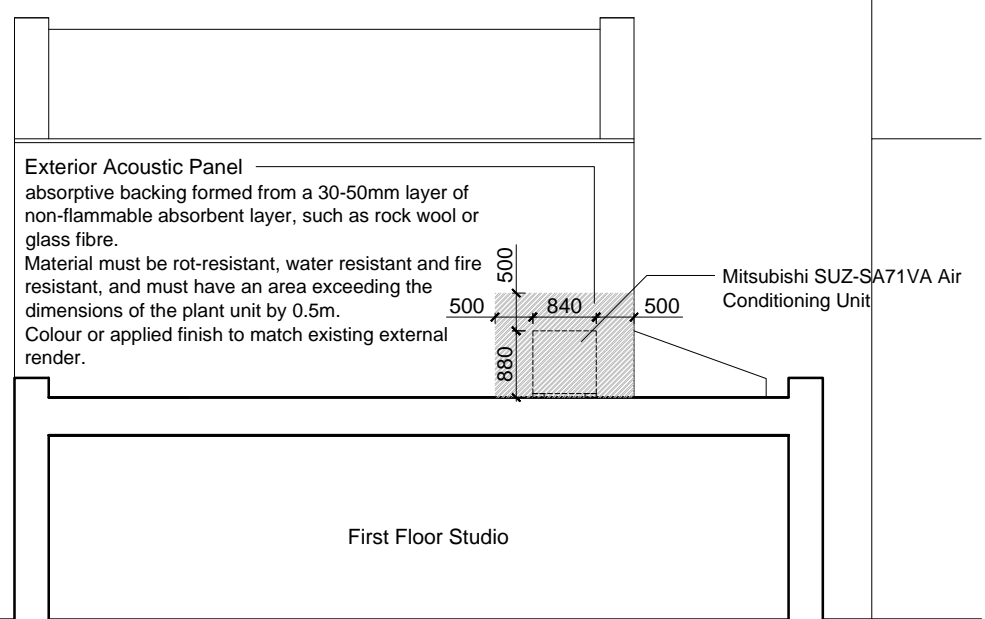 Exterior Acoustic Panel
absorptive backing formed from a 30-50mm layer of
non-flammable absorbent layer, such as rock wool or
glass fibre.
Material must be rot-resistant, water resistant and fire
resistant, and must have an area exceeding the
dimensions of the plant unit by 0.5m.
Colour or applied finish to match existing external
render.
500
500
840
500
880
Mitsubishi SUZ-SA71VA Air
Conditioning Unit
First Floor Studio